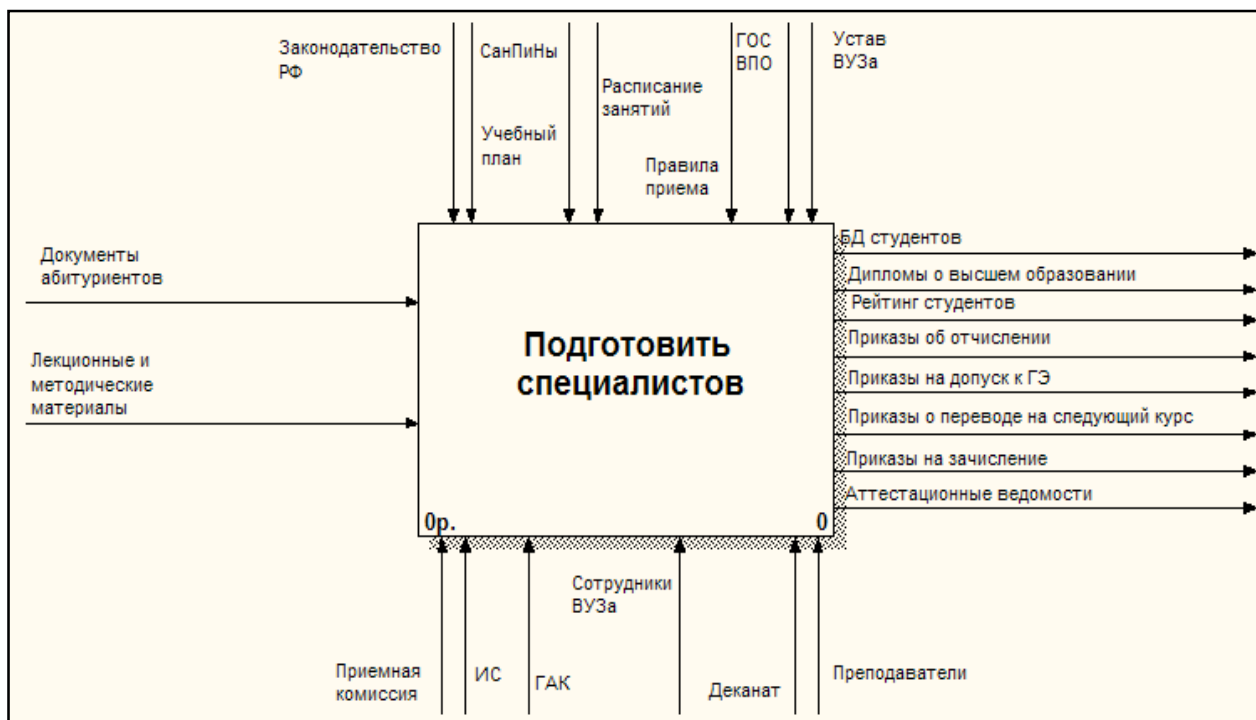 Законодательство
РФ
СанПиНы
Учебный
план
Расписание
занятий
ГОС
ВПО
Правила
приема
Устав
ВУЗа
Документы
абитуриентов
Лекционные и
методические
материалы
Подготовить
специалистов
0р.
0
БД студентов
Дипломы о высшем образовании
Рейтинг студентов
Приказы об отчислении
Приказы на допуск к ГЭ
Приказы о переводе на следующий курс
Приказы на зачисление
Аттестационные ведомости
Приемная
комиссия
ИС
ГАК
Сотрудники
ВУЗа
Деканат
Преподаватели